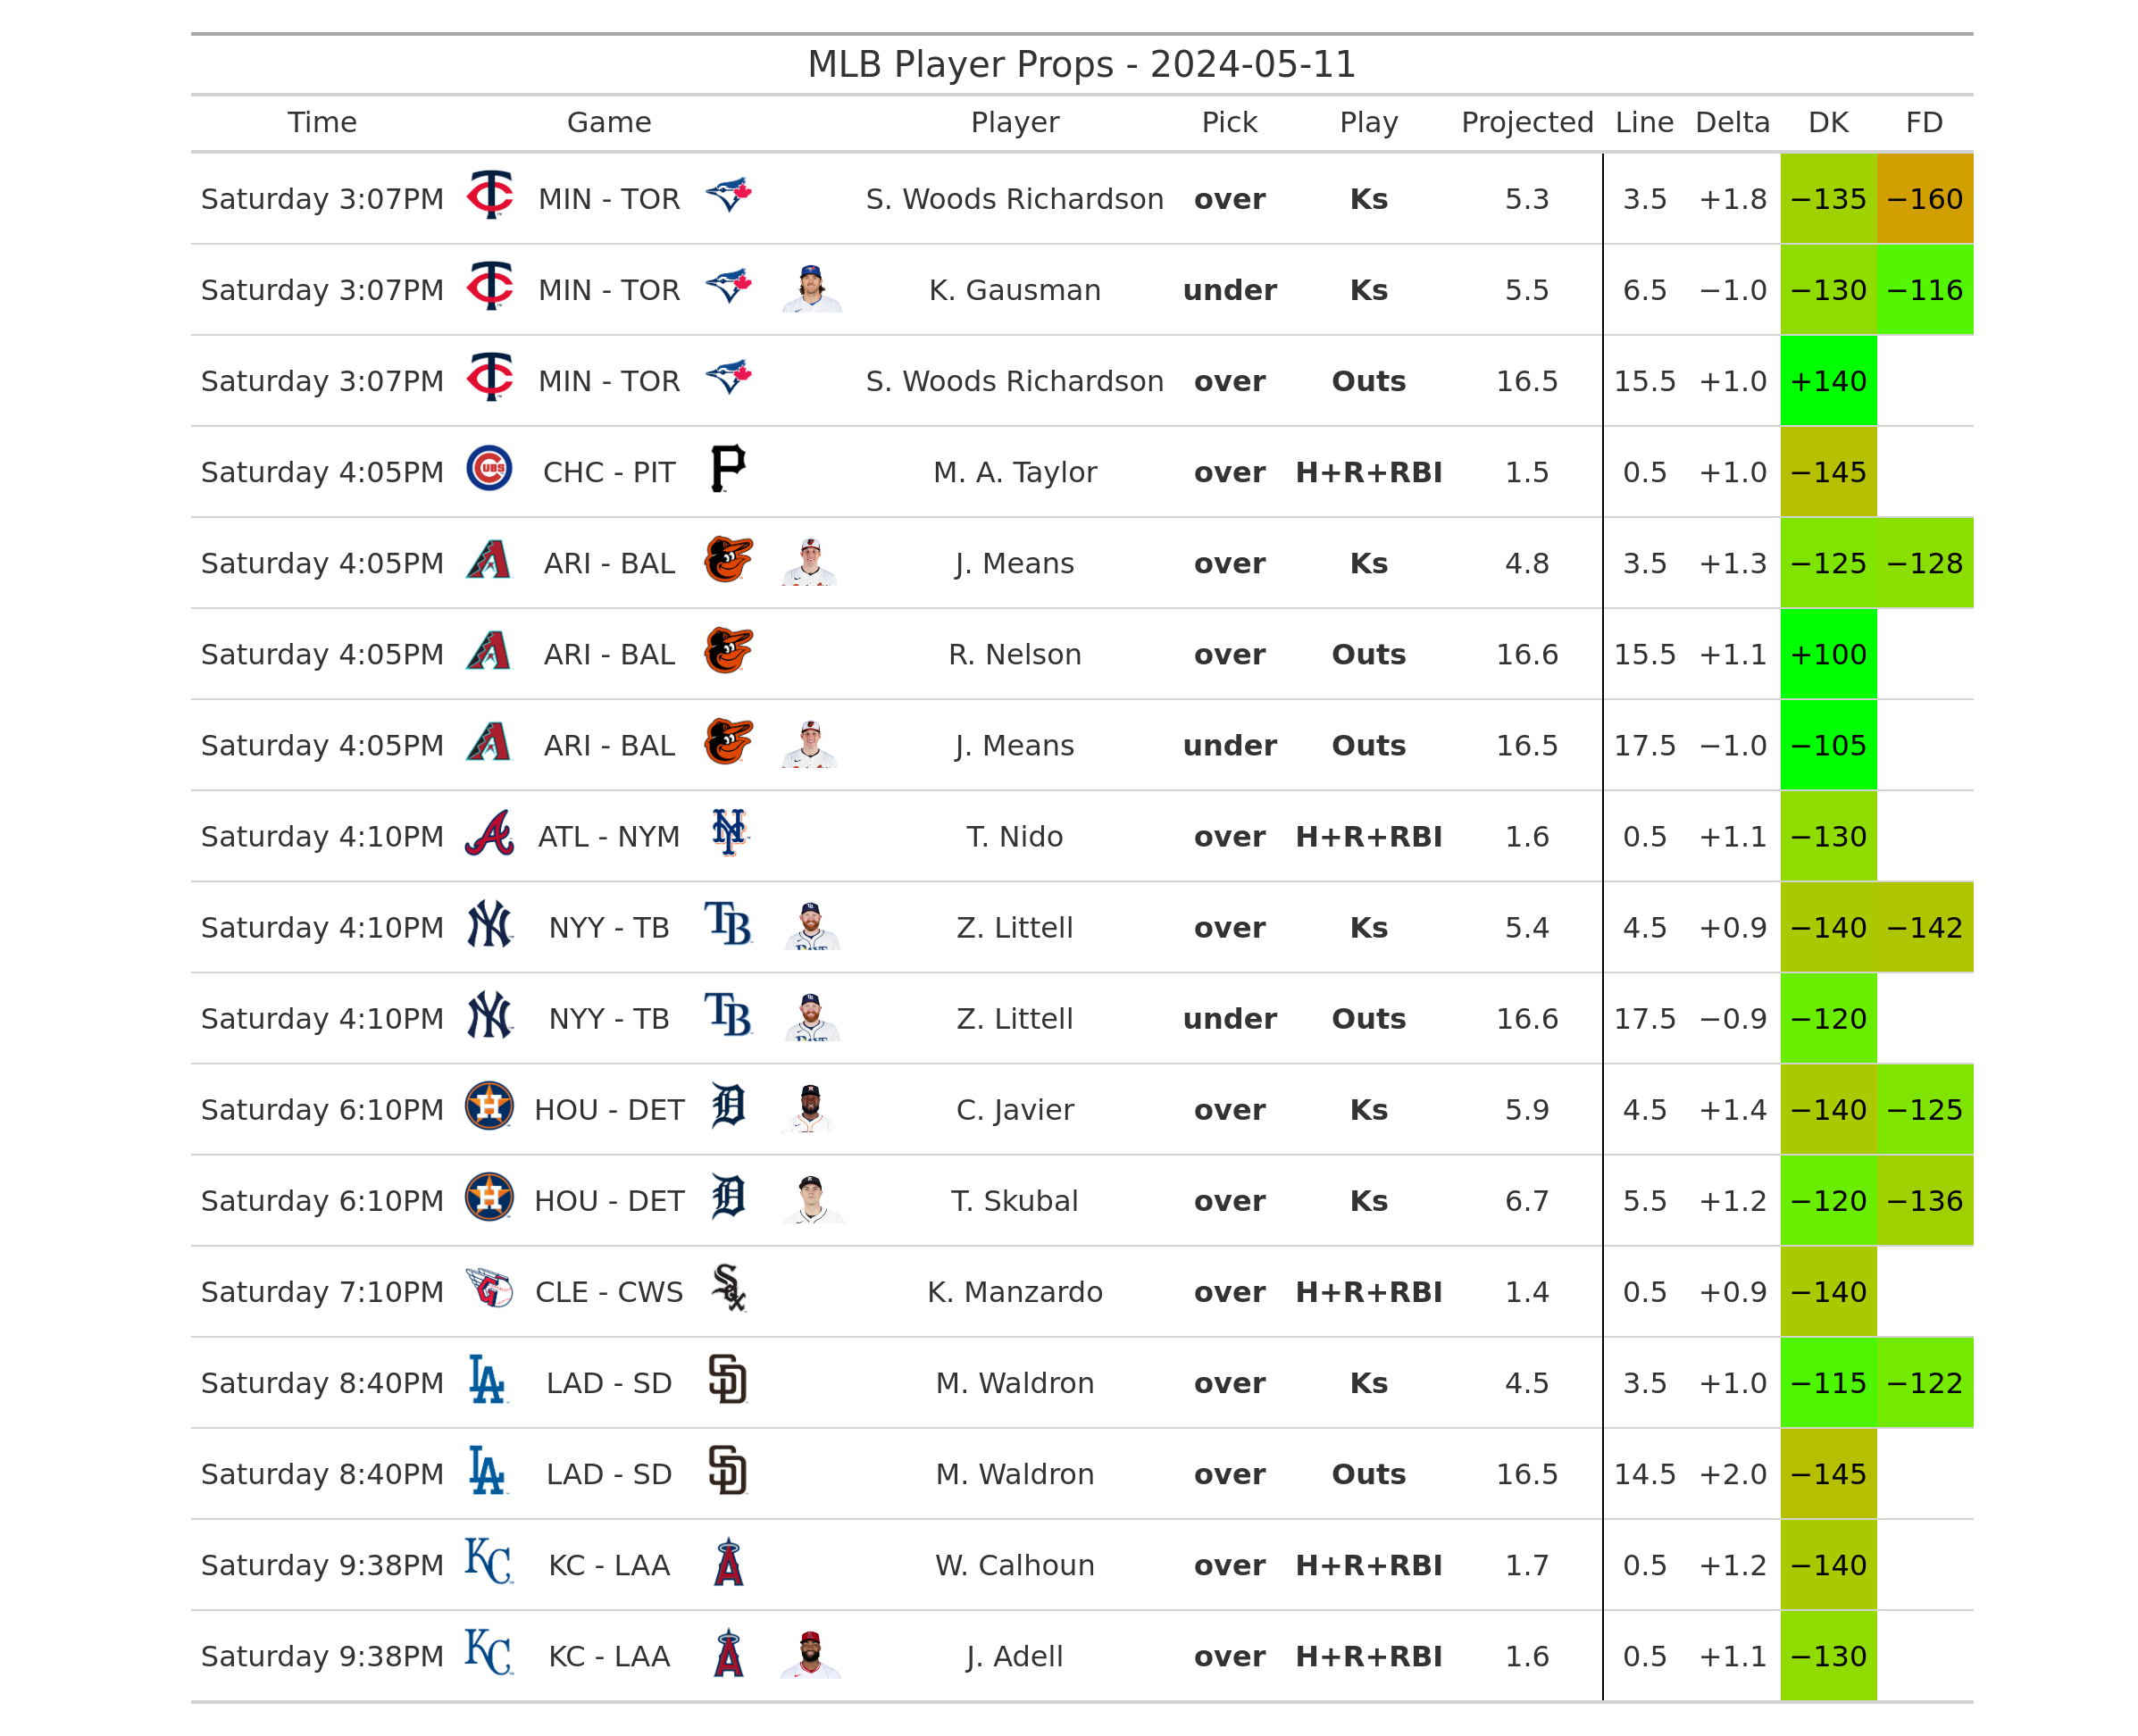 MLB Player Props - 2024-05-11
Time Game Player Pick Play Projected Line Delta DK FD
Saturday 3:07PM MIN - TOR S. Woods Richardson over Ks 5.3 3.5 +1.8 −135 −160
Saturday 3:07PM MIN - TOR K. Gausman under Ks 5.5 6.5 −1.0 −130 −116
Saturday 3:07PM MIN - TOR S. Woods Richardson over Outs 16.5 15.5 +1.0 +140
Saturday 4:05PM CHC - PIT M. A. Taylor over H+R+RBI 1.5 0.5 +1.0 −145
Saturday 4:05PM ARI - BAL J. Means over Ks 4.8 3.5 +1.3 −125 −128
Saturday 4:05PM ARI - BAL R. Nelson over Outs 16.6 15.5 +1.1 +100
Saturday 4:05PM ARI - BAL J. Means under Outs 16.5 17.5 −1.0 −105
Saturday 4:10PM ATL - NYM T. Nido over H+R+RBI 1.6 0.5 +1.1 −130
Saturday 4:10PM NYY - TB Z. Littell over Ks 5.4 4.5 +0.9 −140 −142
Saturday 4:10PM NYY - TB Z. Littell under Outs 16.6 17.5 −0.9 −120
Saturday 6:10PM HOU - DET C. Javier over Ks 5.9 4.5 +1.4 −140 −125
Saturday 6:10PM HOU - DET T. Skubal over Ks 6.7 5.5 +1.2 −120 −136
Saturday 7:10PM CLE - CWS K. Manzardo over H+R+RBI 1.4 0.5 +0.9 −140
Saturday 8:40PM LAD - SD M. Waldron over Ks 4.5 3.5 +1.0 −115 −122
Saturday 8:40PM LAD - SD M. Waldron over Outs 16.5 14.5 +2.0 −145
Saturday 9:38PM KC - LAA W. Calhoun over H+R+RBI 1.7 0.5 +1.2 −140
Saturday 9:38PM KC - LAA J. Adell over H+R+RBI 1.6 0.5 +1.1 −130